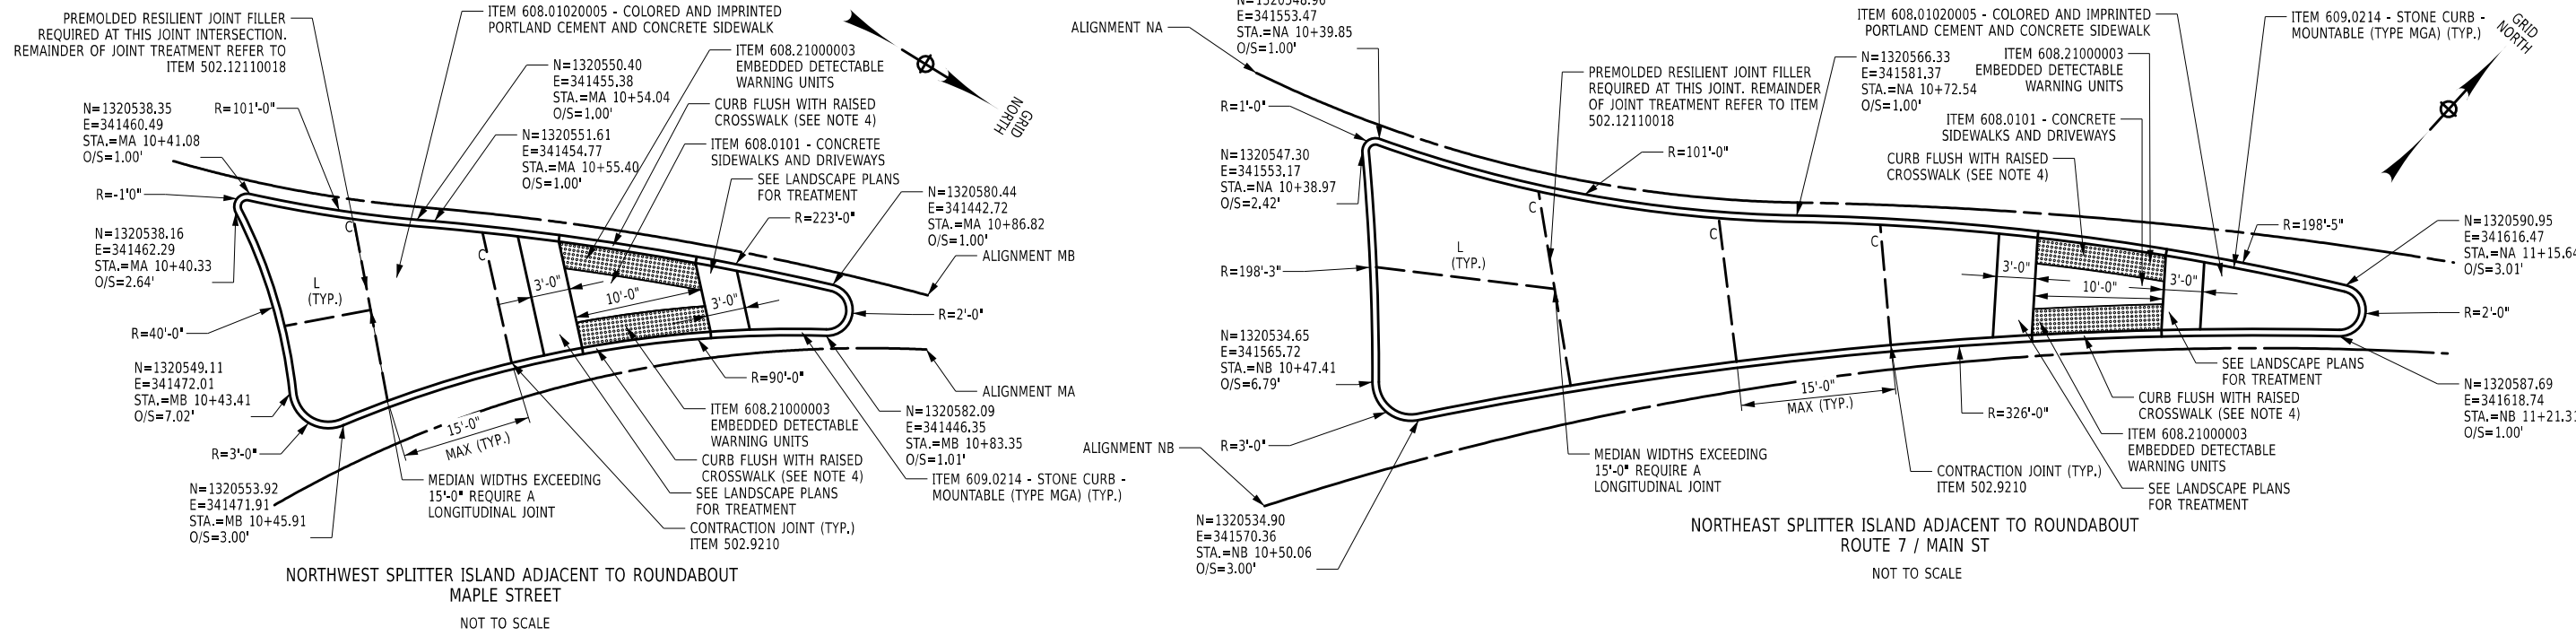 PREMOLDED RESILIENT JOINT FILLER
REQUIRED AT THIS JOINT INTERSECTION.
REMAINDER OF JOINT TREATMENT REFER TO
ITEM 502.12110018
ITEM 608.01020005 - COLORED AND IMPRINTED
PORTLAND CEMENT AND CONCRETE SIDEWALK
ITEM 608.21000003
EMBEDDED DETECTABLE
WARNING UNITS
N=1320550.40
E=341455.38
STA.=MA 10+54.04
O/S=1.00'
GRID
NORTH
N=1320538.35
E=341460.49
STA.=MA 10+41.08
O/S=1.00'
R=101'-0"
CURB FLUSH WITH RAISED
CROSSWALK (SEE NOTE 4)
N=1320551.61
E=341454.77
STA.=MA 10+55.40
O/S=1.00'
ITEM 608.0101 - CONCRETE
SIDEWALKS AND DRIVEWAYS
SEE LANDSCAPE PLANS
FOR TREATMENT
N=1320580.44
E=341442.72
STA.=MA 10+86.82
O/S=1.00'
R=-1'0"
R=223'-0"
C
C
N=1320538.16
E=341462.29
STA.=MA 10+40.33
O/S=2.64'
ALIGNMENT MB
L
(TYP.)
3'-0"
10'-0"
3'-0"
R=2'-0"
R=40'-0"
N=1320549.11
E=341472.01
STA.=MB 10+43.41
O/S=7.02'
R=90'-0"
ALIGNMENT MA
15'-0"
MAX (TYP.)
ITEM 608.21000003
EMBEDDED DETECTABLE
WARNING UNITS
N=1320582.09
E=341446.35
STA.=MB 10+83.35
O/S=1.01'
R=3'-0"
CURB FLUSH WITH RAISED
CROSSWALK (SEE NOTE 4)
MEDIAN WIDTHS EXCEEDING
15'-0" REQUIRE A
LONGITUDINAL JOINT
ITEM 609.0214 - STONE CURB -
MOUNTABLE (TYPE MGA) (TYP.)
N=1320553.92
E=341471.91
STA.=MB 10+45.91
O/S=3.00'
SEE LANDSCAPE PLANS
FOR TREATMENT
CONTRACTION JOINT (TYP.)
ITEM 502.9210
NORTHWEST SPLITTER ISLAND ADJACENT TO ROUNDABOUT
MAPLE STREET
NOT TO SCALE
ALIGNMENT NA
E=341553.47
STA.=NA 10+39.85
O/S=1.00'
ITEM 608.01020005 - COLORED AND IMPRINTED
PORTLAND CEMENT AND CONCRETE SIDEWALK
ITEM 609.0214 - STONE CURB -
MOUNTABLE (TYPE MGA) (TYP.)
GRID
NORTH
ITEM 608.21000003
EMBEDDED DETECTABLE
WARNING UNITS
N=1320566.33
E=341581.37
STA.=NA 10+72.54
O/S=1.00'
PREMOLDED RESILIENT JOINT FILLER
REQUIRED AT THIS JOINT. REMAINDER
OF JOINT TREATMENT REFER TO ITEM
502.12110018
R=1'-0"
ITEM 608.0101 - CONCRETE
SIDEWALKS AND DRIVEWAYS
CURB FLUSH WITH RAISED
CROSSWALK (SEE NOTE 4)
R=101'-0"
N=1320547.30
E=341553.17
STA.=NA 10+38.97
O/S=2.42'
C
C
C
R=198'-5"
N=1320590.95
E=341616.47
STA.=NA 11+15.64
O/S=3.01'
L
(TYP.)
R=198'-3"
3'-0"
10'-0"
3'-0"
R=2'-0"
N=1320534.65
E=341565.72
STA.=NB 10+47.41
O/S=6.79'
SEE LANDSCAPE PLANS
FOR TREATMENT
15'-0"
MAX (TYP.)
R=326'-0"
CURB FLUSH WITH RAISED
CROSSWALK (SEE NOTE 4)
N=1320587.69
E=341618.74
O/S=1.00'
ALIGNMENT NB
R=3'-0"
ITEM 608.21000003
EMBEDDED DETECTABLE
WARNING UNITS
MEDIAN WIDTHS EXCEEDING
15'-0" REQUIRE A
LONGITUDINAL JOINT
CONTRACTION JOINT (TYP.)
ITEM 502.9210
SEE LANDSCAPE PLANS
FOR TREATMENT
N=1320534.90
E=341570.36
STA.=NB 10+50.06
O/S=3.00'
NORTHEAST SPLITTER ISLAND ADJACENT TO ROUNDABOUT
ROUTE 7 / MAIN ST
NOT TO SCALE